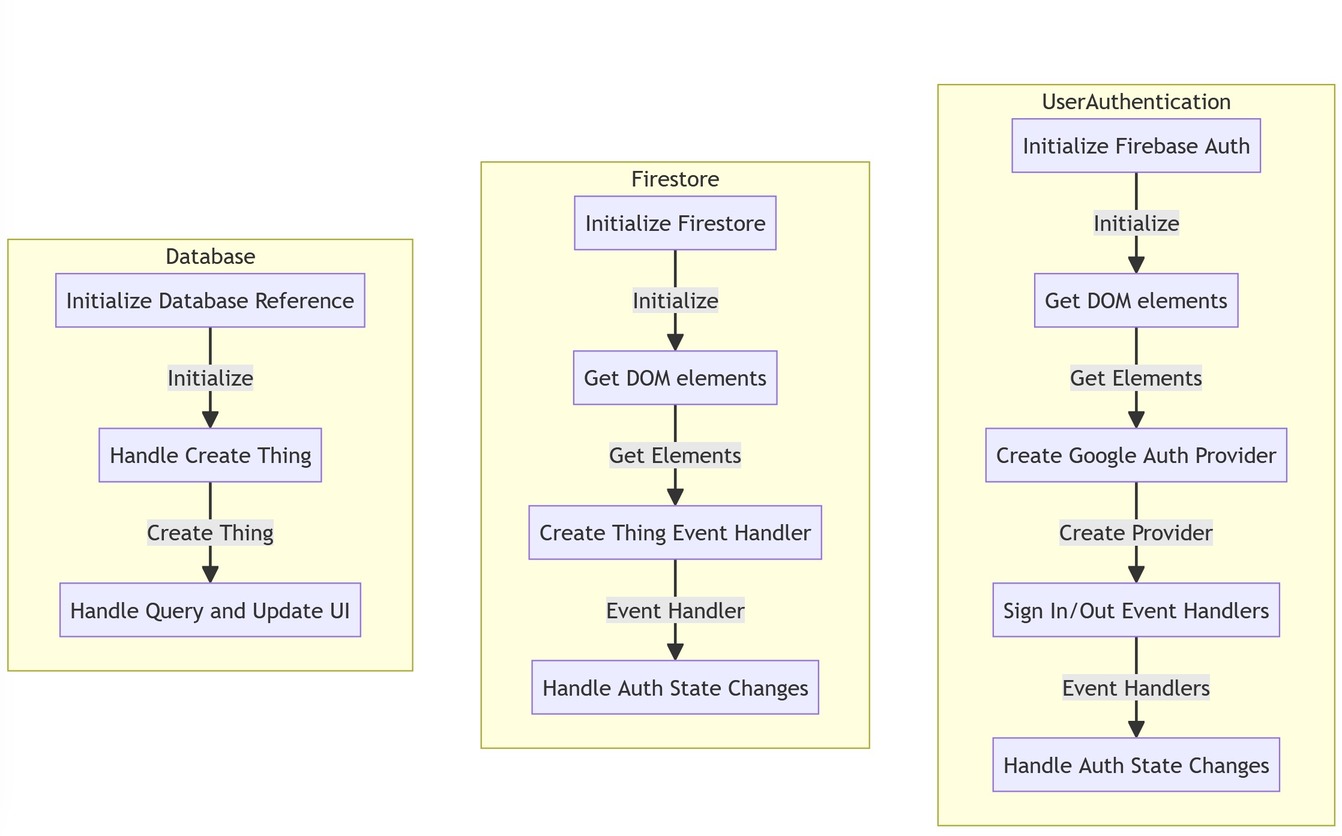 Database
Initialize Database Reference
Initialize
Handle Create Thing
Create Thing
Handle Query and Update UI
Firestore
Initialize Firestore
Initialize
Get DOM elements
Get Elements
Create Thing Event Handler
Event Handler
Handle Auth State Changes
UserAuthentication
Initialize Firebase Auth
Initialize
Get DOM elements
Get Elements
Create Google Auth Provider
Create Provider
Sign In/Out Event Handlers
Event Handlers
Handle Auth State Changes